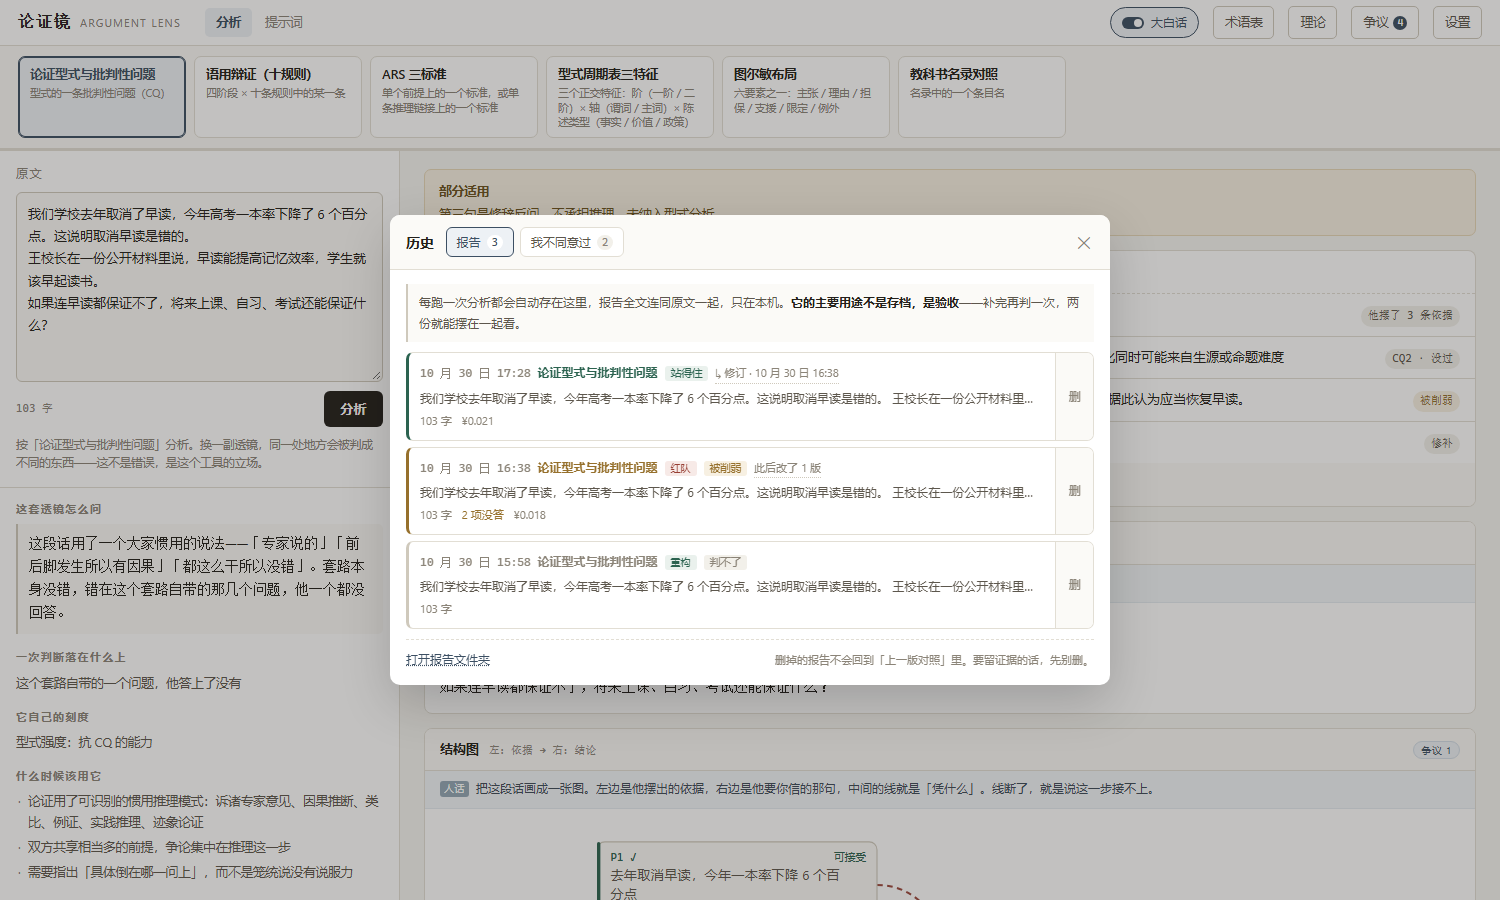 论证镜 ARGUMENT LENS 分析 提示词 大白话 术语表 理论 争议 4 设置
论证型式与批判性问题
型式的一条批判性问题（CQ）
语用辩证（十规则）
四阶段 × 十条规则中的某一条
ARS 三标准
单个前提上的一个标准，或单
条推理链接上的一个标准
型式周期表三特征
三个正交特征：阶（一阶 / 二
阶）× 轴（谓词 / 主词）× 陈
述类型（事实 / 价值 / 政策）
图尔敏布局
六要素之一：主张 / 理由 / 担
保 / 支援 / 限定 / 例外
教科书名录对照
名录中的一个条目名
原文
我们学校去年取消了早读，今年高考一本率下降了 6 个百分
点。这说明取消早读是错的。
王校长在一份公开材料里说，早读能提高记忆效率，学生就
该早起读书。
如果连早读都保证不了，将来上课、自习、考试还能保证什
么？
103 字 分析
按「论证型式与批判性问题」分析。换一副透镜，同一处地方会被判成
不同的东西——这不是错误，是这个工具的立场。
这套透镜怎么问
这段话用了一个大家惯用的说法——「专家说的」「前
后脚发生所以有因果」「都这么干所以没错」。套路本
身没错，错在这个套路自带的那几个问题，他一个都没
回答。
一次判断落在什么上
这个套路自带的一个问题，他答上了没有
它自己的刻度
型式强度：抗 CQ 的能力
什么时候该用它
· 论证用了可识别的惯用推理模式：诉诸专家意见、因果推断、类
比、例证、实践推理、迹象论证
· 双方共享相当多的前提，争论集中在推理这一步
· 需要指出「具体倒在哪一问上」，而不是笼统说没有说服力
部分适用
第三句是修辞反问，不承担推理，未纳入型式分析。
他摆了 3 条依据
同时可能来自生源或命题难度 CQ2 · 没过
据此认为应当恢复早读。 被削弱
修补
历史 报告 3 我不同意过 2
每跑一次分析都会自动存在这里，报告全文连同原文一起，只在本机。它的主要用途不是存档，是验收——补完再判一次，两
份就能摆在一起看。
10 月 30 日 17:28 论证型式与批判性问题 站得住 ↳ 修订 · 10 月 30 日 16:38
我们学校去年取消了早读，今年高考一本率下降了 6 个百分点。这说明取消早读是错的。 王校长在一份公开材料里...
103 字 ¥0.021
删
10 月 30 日 16:38 论证型式与批判性问题 红队 被削弱 此后改了 1 版
我们学校去年取消了早读，今年高考一本率下降了 6 个百分点。这说明取消早读是错的。 王校长在一份公开材料里...
103 字 2 项没答 ¥0.018
删
10 月 30 日 15:58 论证型式与批判性问题 重构 判不了
我们学校去年取消了早读，今年高考一本率下降了 6 个百分点。这说明取消早读是错的。 王校长在一份公开材料里...
103 字
删
打开报告文件夹 删掉的报告不会回到「上一版对照」里。要留证据的话，先别删。
如果连早读都保证不了，将来上课、自习、考试还能保证什么？
结构图 左：依据 → 右：结论 争议 1
人话 把这段话画成一张图。左边是他摆出的依据，右边是他要你信的那句，中间的线就是「凭什么」。线断了，就是说这一步接不上。
P1 ✓ 可接受
去年取消早读，今年一本率下降 6 个百
分点